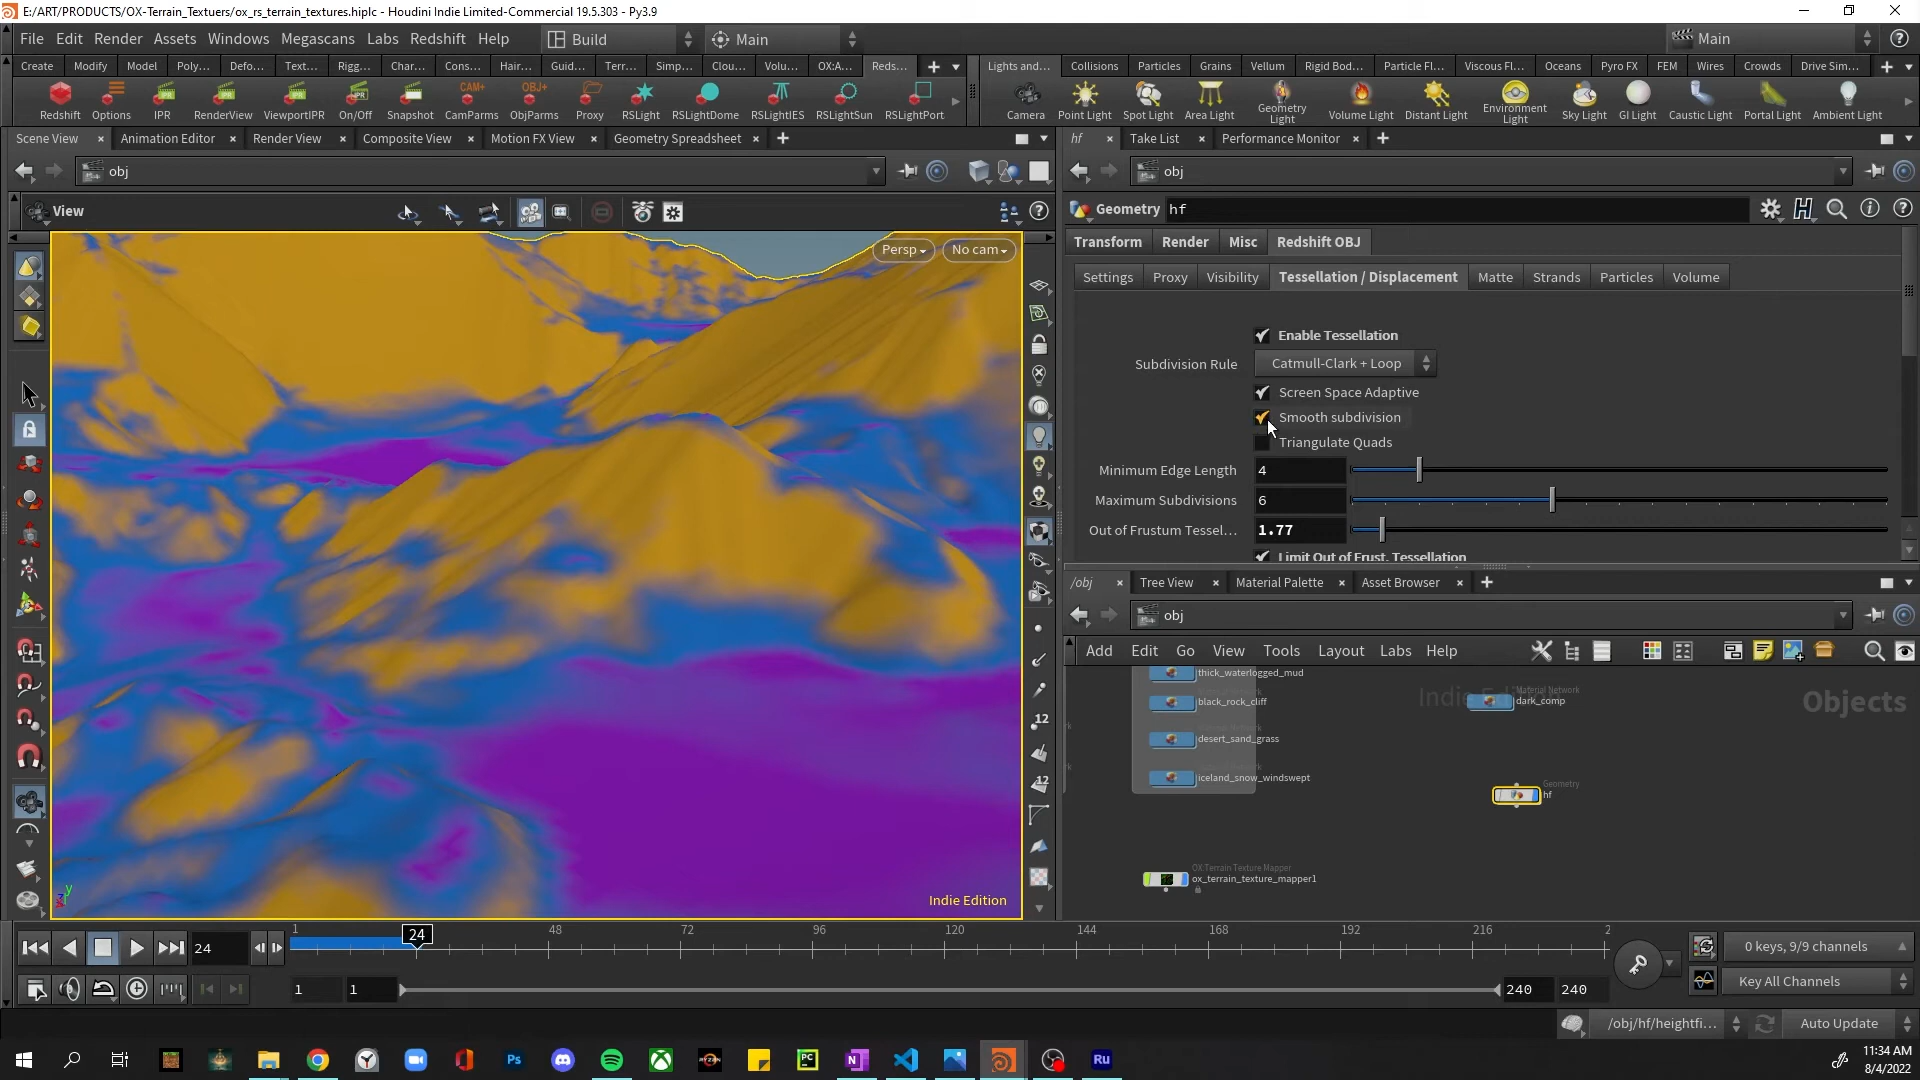 E:/ART/PRODUCTS/OX-Terrain_Textuers/ox_rs_terrain_textures.hiplc - Houdini Indie Limited-Commercial 19.5.303 - Py3.9
File Edit Render Assets Windows Megascans Labs Redshift Help Build Main Main
Create Modify Model Poly... Defo... Text... Rigg... Char... Cons... Hair... Guid... Terr... Simp... Clou... Volu... OX:A... Reds...
Lights and... Collisions Particles Grains Vellum Rigid Bod... Particle Fl... Viscous Fl... Oceans Pyro FX FEM Wires Crowds Drive Sim...
Redshift Options IPR RenderView ViewportIPR On/Off Snapshot CamParms ObjParms Proxy RSLight RSLightDome RSLightIES RSLightSun RSLightPort
Camera Point Light Spot Light Area Light Geometry Light Volume Light Distant Light Environment Light Sky Light GI Light Caustic Light Portal Light Ambient Light
Scene View Animation Editor Render View Composite View Motion FX View Geometry Spreadsheet
hf Take List Performance Monitor
obj
obj
View
Geometry hf
Persp No cam
Transform Render Misc Redshift OBJ
Settings Proxy Visibility Tessellation / Displacement Matte Strands Particles Volume
Enable Tessellation
Subdivision Rule Catmull-Clark + Loop
Screen Space Adaptive
Smooth subdivision
Triangulate Quads
Minimum Edge Length 4
Maximum Subdivisions 6
Out of Frustum Tessel... 1.77
Limit Out of Frust. Tessellation
/obj Tree View Material Palette Asset Browser
obj
Add Edit Go View Tools Layout Labs Help
thick_waterlogged_mud
black_rock_cliff
desert_sand_grass
iceland_snow_windswept
Material Network
dark_comp
Objects
Geometry
hf
OX:Terrain Texture Mapper
ox_terrain_texture_mapper1
12
12
Indie Edition
24 1 24 48 72 96 120 144 168 192 216 2
0 keys, 9/9 channels
1 1 240 240
Key All Channels
/obj/hf/heightfi... Auto Update
11:34 AM
8/4/2022